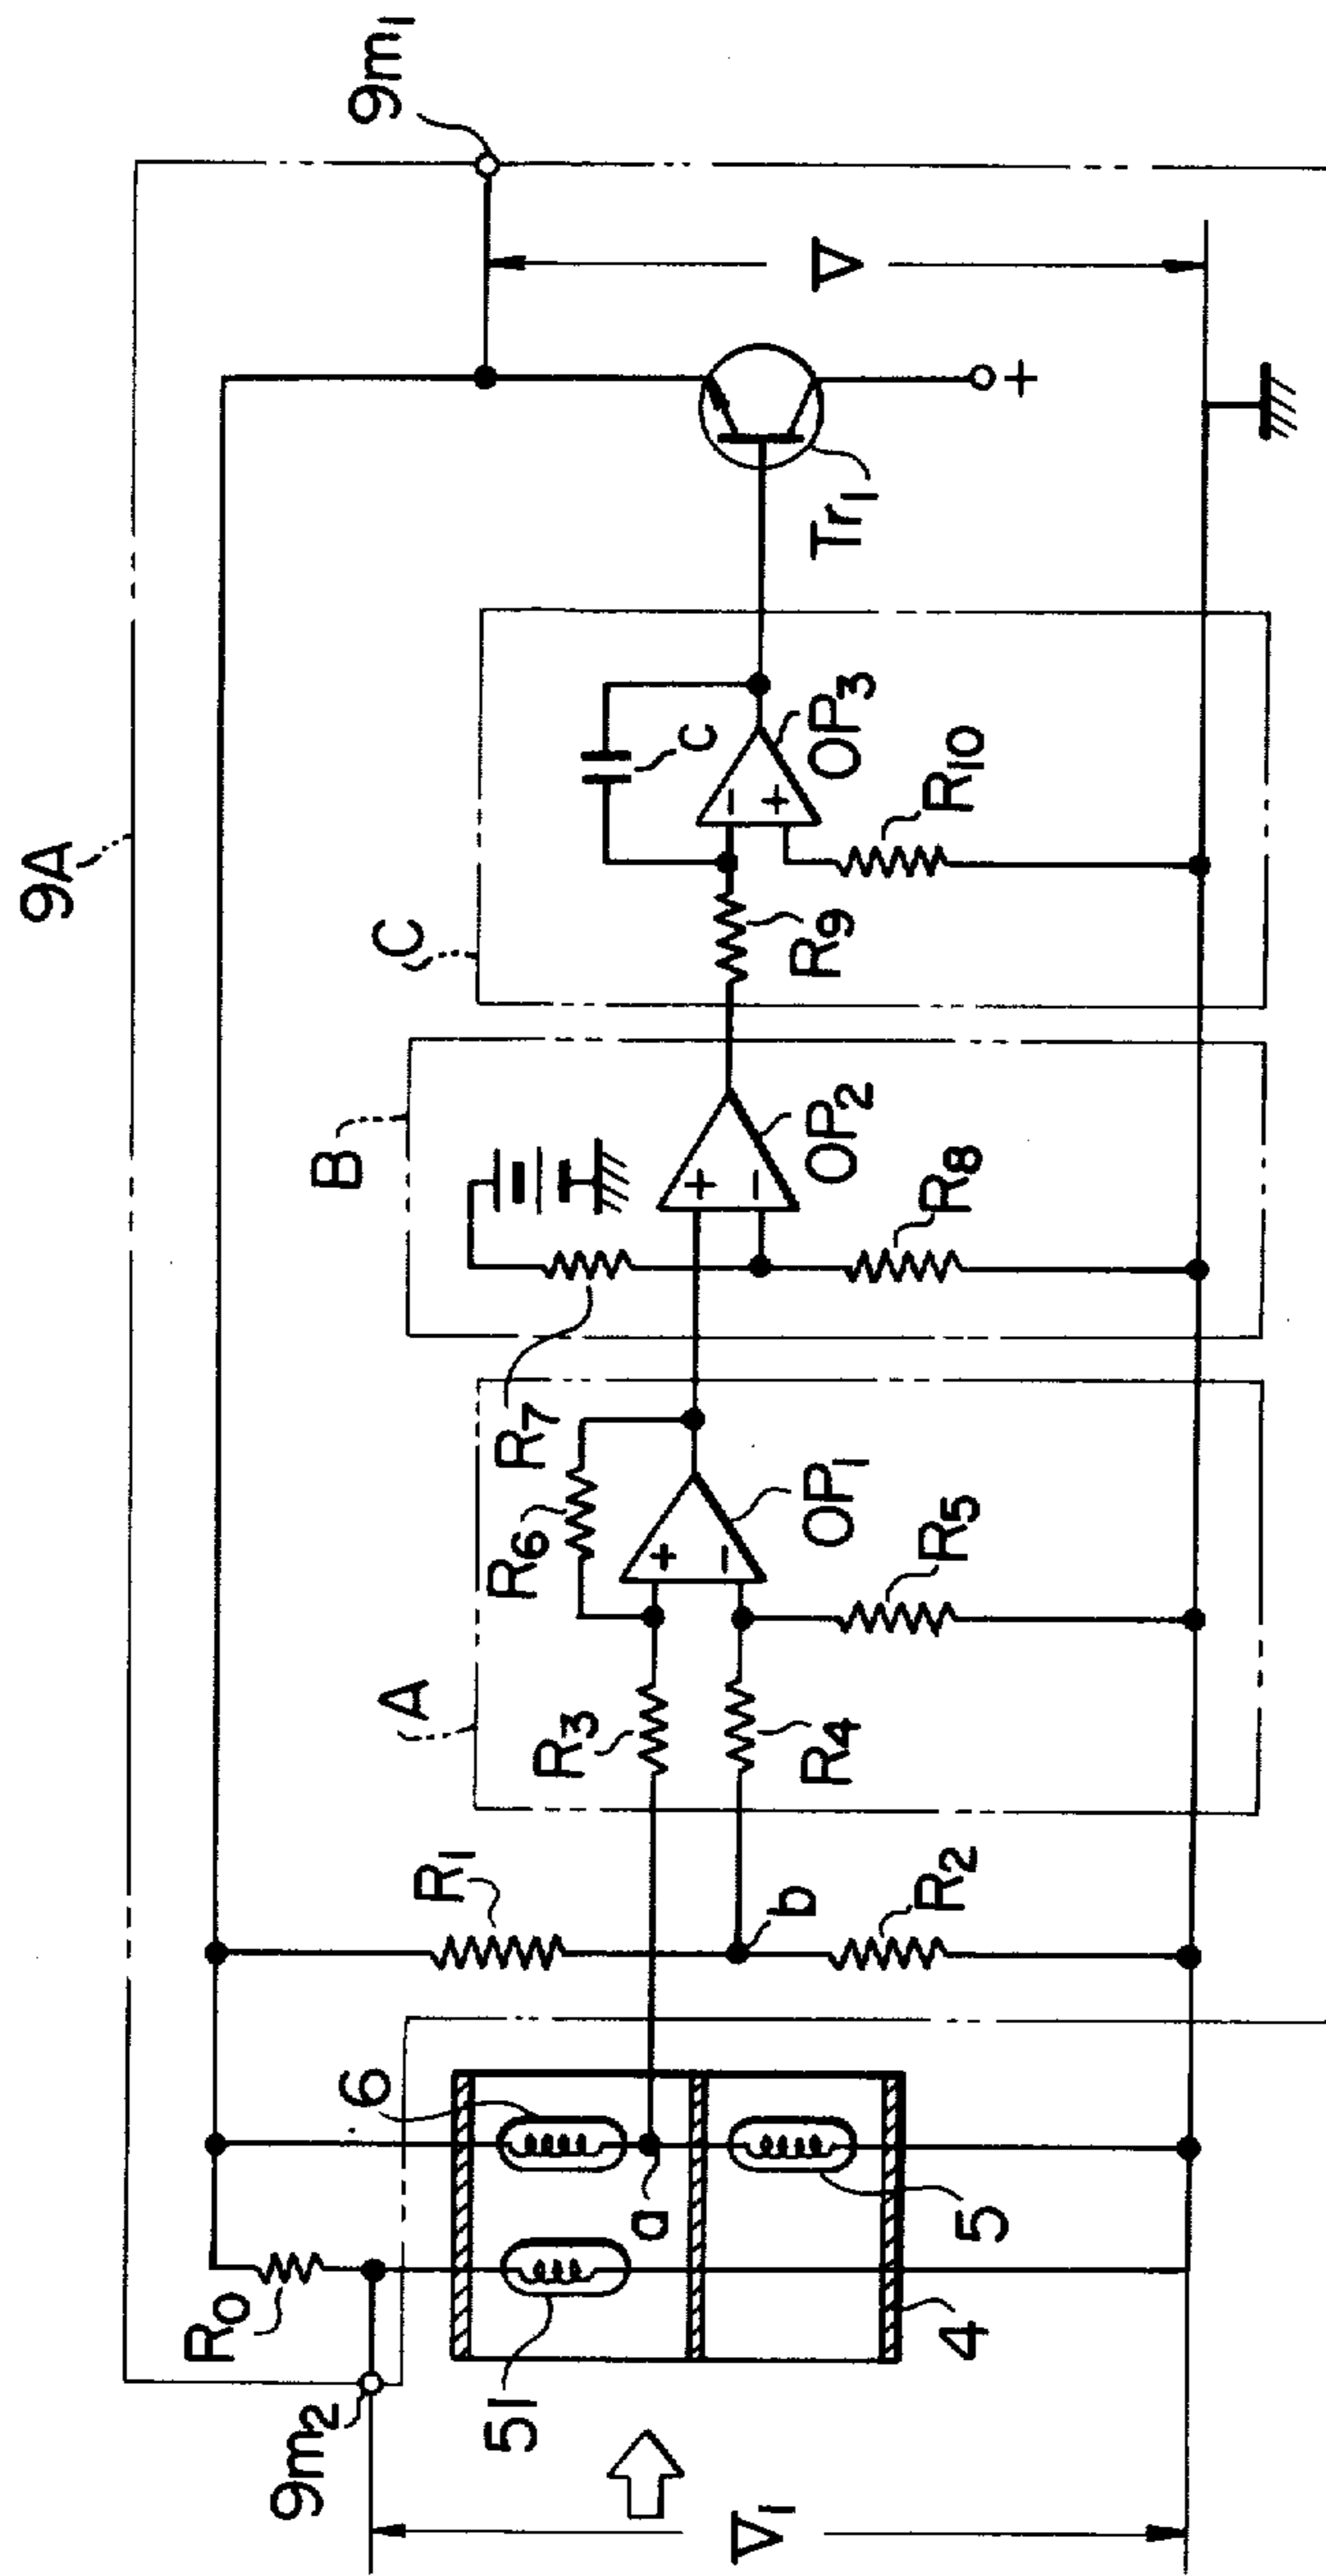 9A
9m1
V
+
Tr1
C
C
OP3
−
+
R9
R10
B
OP2
+
−
R7
R8
A
R6
OP1
+
−
R3
R4
R5
R1
b
R2
6
a
5
R0
51
4
9m2
V1